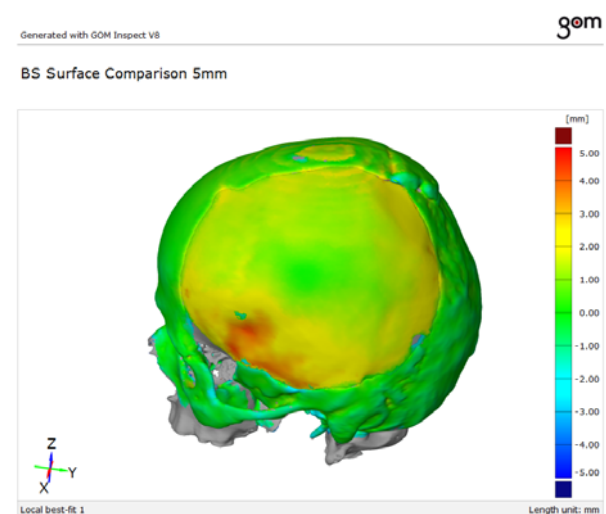 gom
Generated with GOM Inspect V8
BS Surface Comparison 5mm
[mm]
5.00
4.00
3.00
2.00
1.00
0.00
-1.00
-2.00
-3.00
-4.00
-5.00
Z
Y
X
Local best-fit 1
Length unit: mm